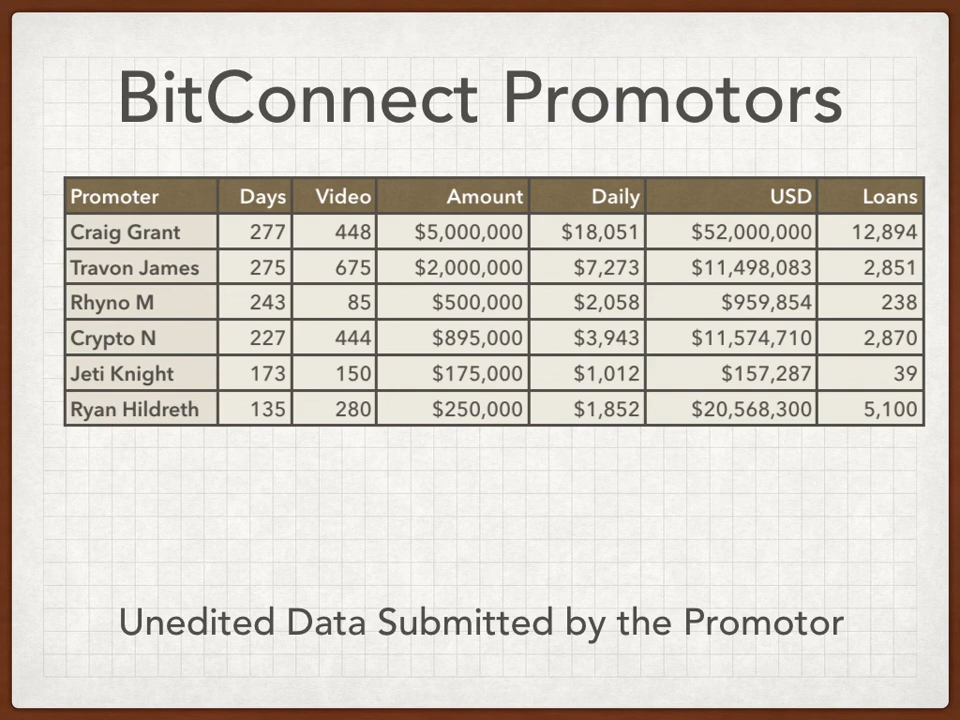 BitConnect Promotors
Promoter Days Video Amount Daily USD Loans
Craig Grant 277 448 $5,000,000 $18,051 $52,000,000 12,894
Travon James 275 675 $2,000,000 $7,273 $11,498,083 2,851
Rhyno M 243 85 $500,000 $2,058 $959,854 238
Crypto N 227 444 $895,000 $3,943 $11,574,710 2,870
Jeti Knight 173 150 $175,000 $1,012 $157,287 39
Ryan Hildreth 135 280 $250,000 $1,852 $20,568,300 5,100
Unedited Data Submitted by the Promotor